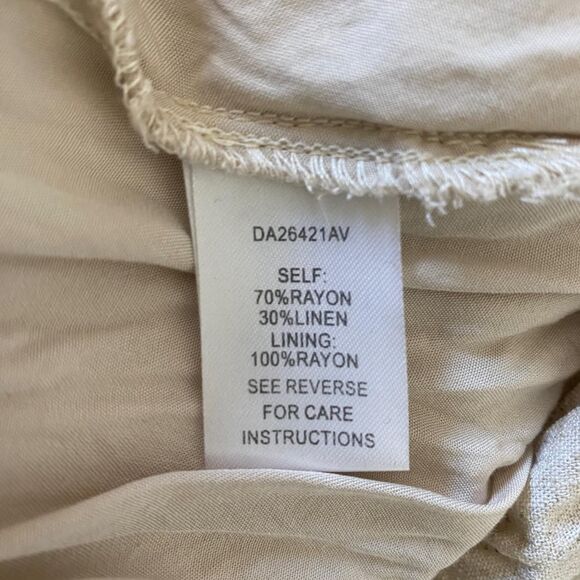 DA26421AV
SELF:
70%RAYON
30%LINEN
LINING:
100%RAYON
SEE REVERSE
FOR CARE
INSTRUCTIONS